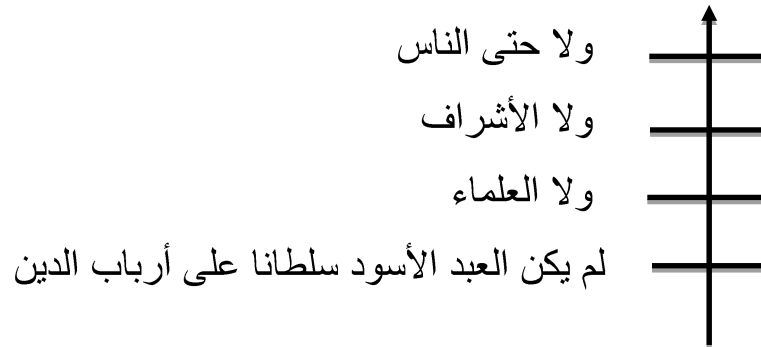 ولا حتى الناس
ولا الأشراف
ولا العلماء
لم يكن العبد الأسود سلطانا على أرباب الدين